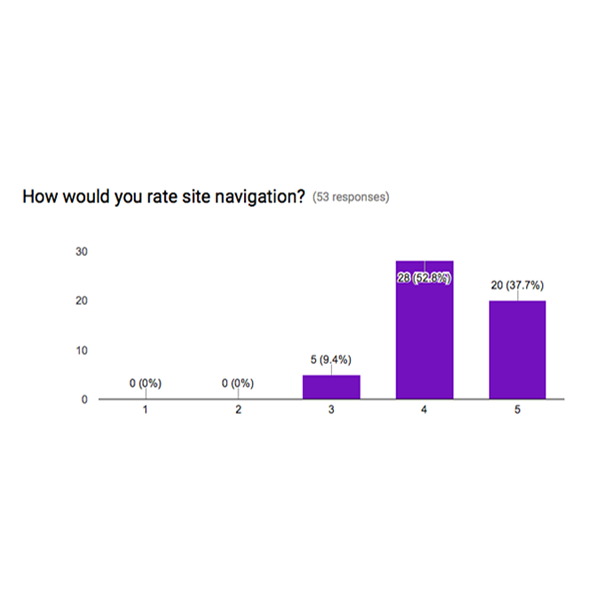 How would you rate site navigation? (53 responses)
30
28 (52.8%)
20 (37.7%)
20
10
5 (9.4%)
0 (0%) 0 (0%)
0
1 2 3 4 5